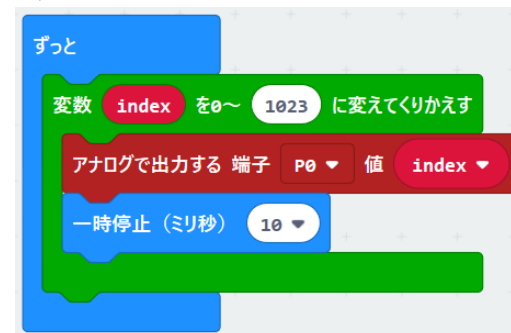 ずっと
変数 index を0～ 1023 に変えてくりかえす
アナログで出力する 端子 P0 値 index
一時停止（ミリ秒） 10